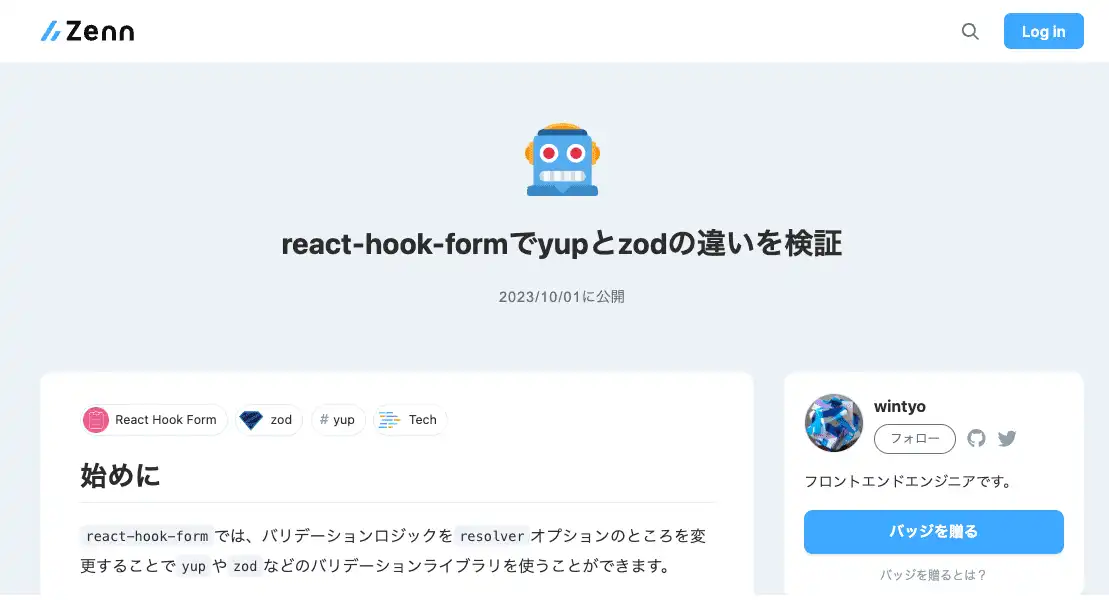 Zenn
Log in
react-hook-formでyupとzodの違いを検証
2023/10/01に公開
React Hook Form
zod
# yup
Tech
始めに
react-hook-form では、バリデーションロジックを resolver オプションのところを変
更することで yup や zod などのバリデーションライブラリを使うことができます。
wintyo
フォロー
フロントエンドエンジニアです。
バッジを贈る
バッジを贈るとは？